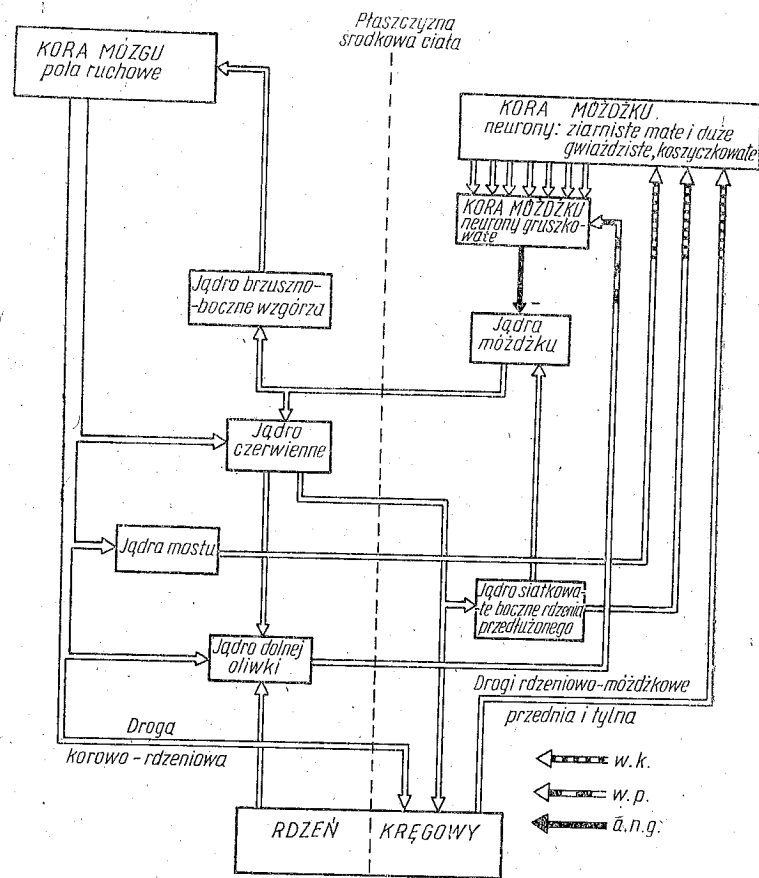 Płaszczyzna
środkowa ciała
KORA MÓZGU
pola ruchowe
KORA MÓŻDŻKU
neurony: ziarniste małe i duże
gwiaździste, koszyczkowate
KORA MÓŻDŻKU
neurony gruszko-
wate
Jądro brzuszno-
-boczne wzgórza
Jądra
móżdżku
Jądro
czerwienne
Jądra mostu
Jądro siatkowa-
te boczne rdzenia
przedłużonego
Jądro dolnej
oliwki
Drogi rdzeniowo-móżdżkowe
przednia i tylna
Droga
korowo-rdzeniowa
w.k.
w.p.
a.n.g.
RDZEŃ KRĘGOWY